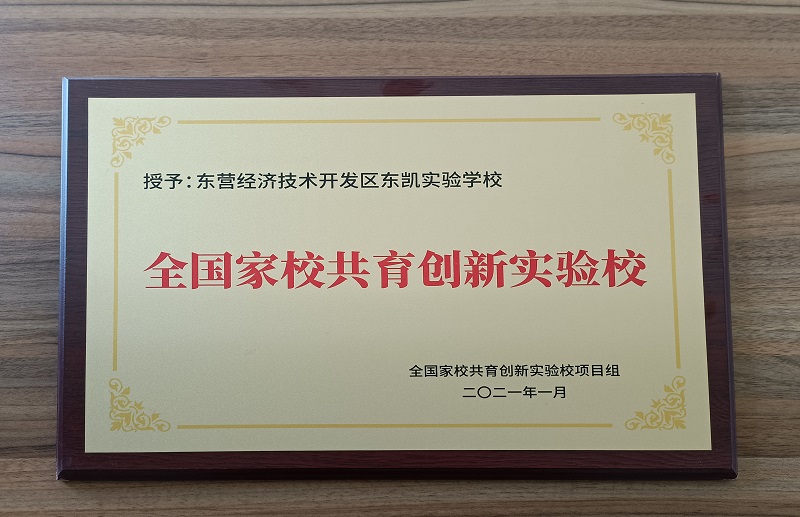 授予：东营经济技术开发区东凯实验学校
全国家校共育创新实验校
全国家校共育创新实验校项目组
二〇二一年一月